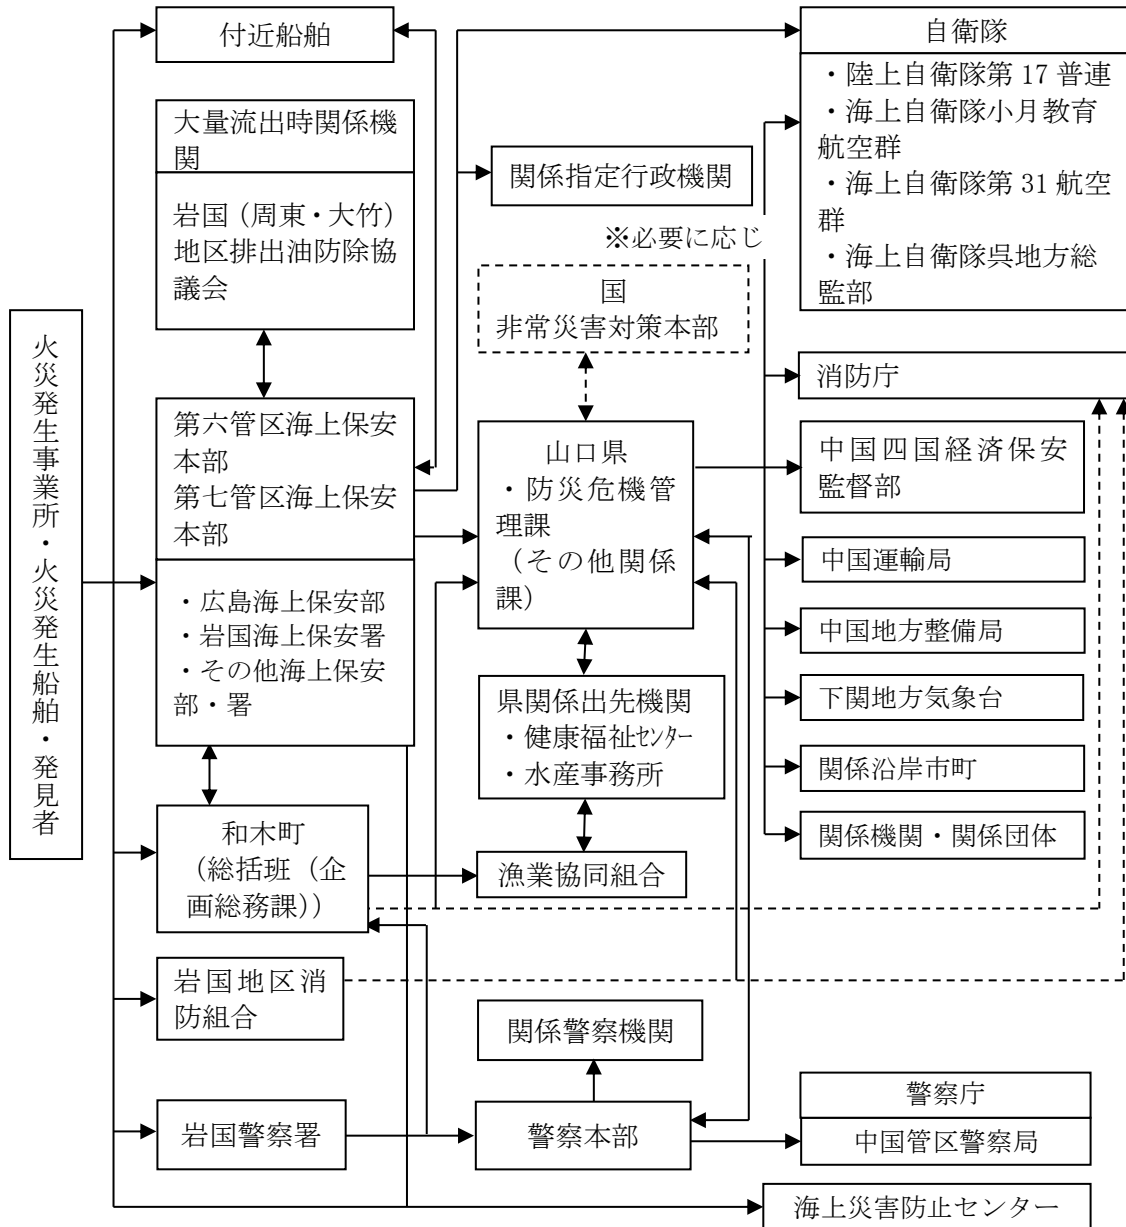 火災発生事業所・火災発生船舶・発見者
付近船舶
大量流出時関係機
関
岩国（周東・大竹）
地区排出油防除協
議会
第六管区海上保安
本部
第七管区海上保安
本部
・広島海上保安部
・岩国海上保安署
・その他海上保安
部・署
和木町
（総括班（企
画総務課））
岩国地区消
防組合
岩国警察署
関係指定行政機関
※必要に応じ
国
非常災害対策本部
山口県
・防災危機管
理課
（その他関係
課）
県関係出先機関
・健康福祉ｾﾝﾀｰ
・水産事務所
漁業協同組合
関係警察機関
警察本部
自衛隊
・陸上自衛隊第 17 普連
・海上自衛隊小月教育
航空群
・海上自衛隊第 31 航空
群
・海上自衛隊呉地方総
監部
消防庁
中国四国経済保安
監督部
中国運輸局
中国地方整備局
下関地方気象台
関係沿岸市町
関係機関・関係団体
警察庁
中国管区警察局
海上災害防止センター